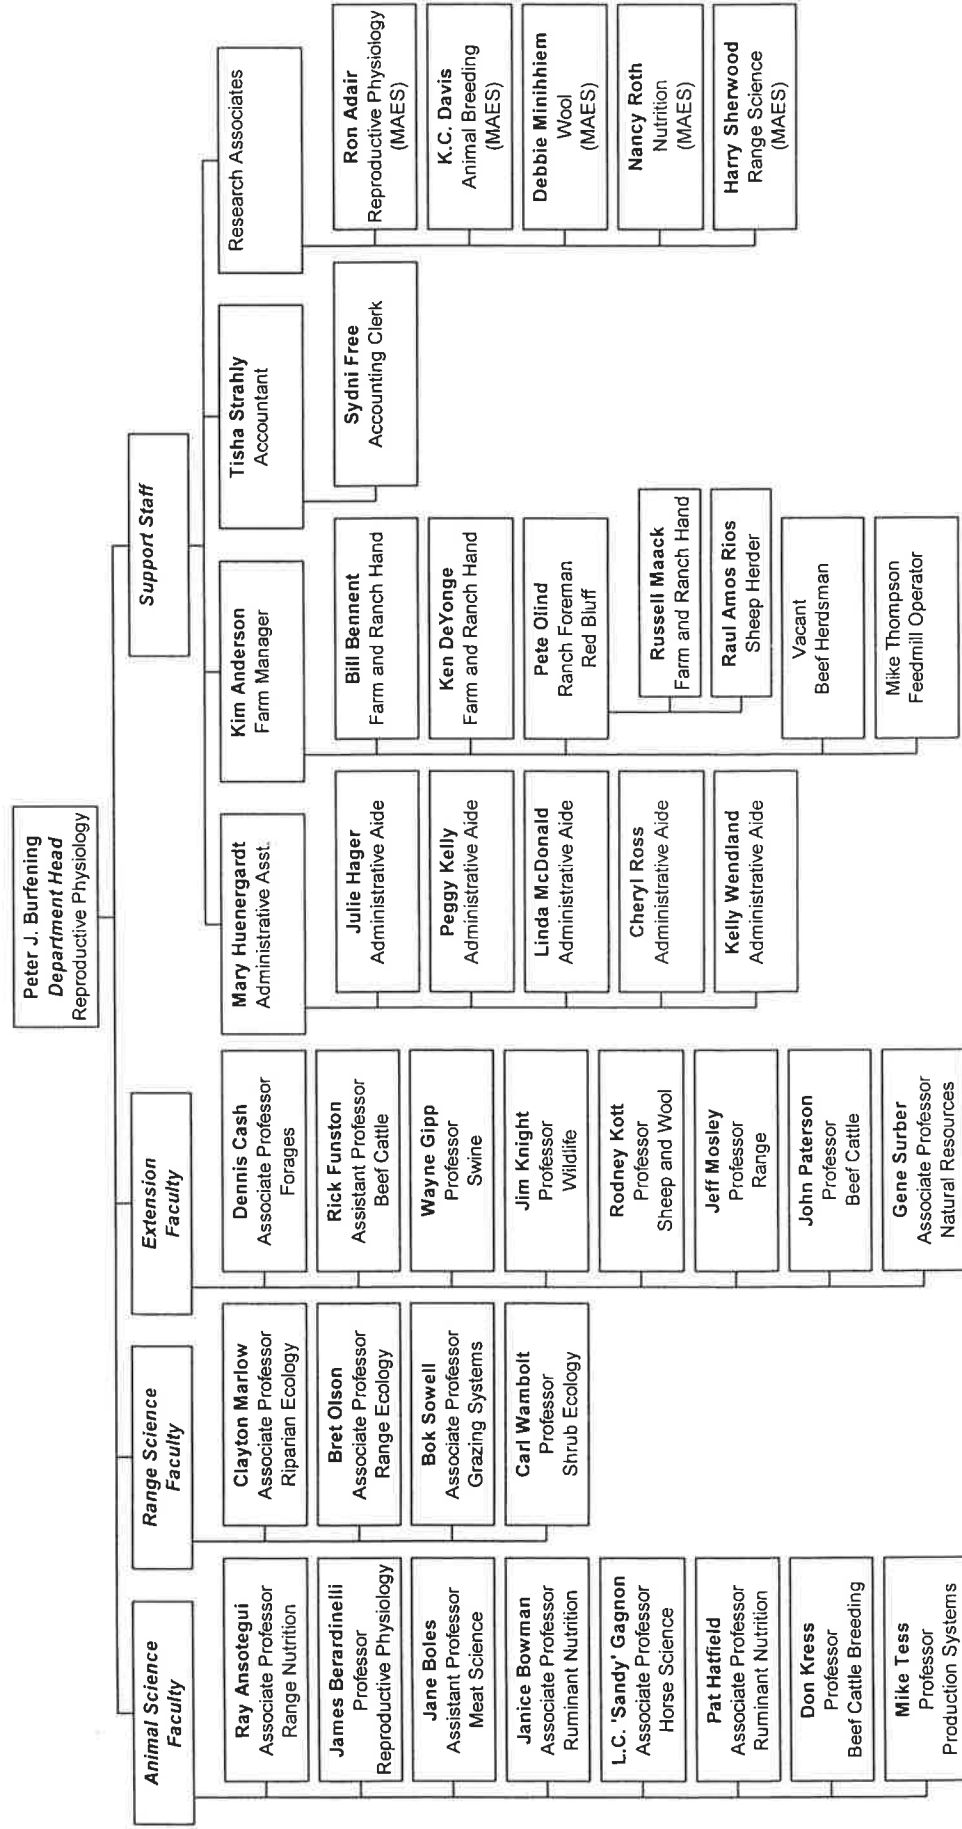 Peter J. Burfening
Department Head
Reproductive Physiology
Animal Science
Faculty
Ray Ansotegui
Associate Professor
Range Nutrition
James Berardinelli
Professor
Reproductive Physiology
Jane Boles
Assistant Professor
Meat Science
Janice Bowman
Associate Professor
Ruminant Nutrition
L.C. 'Sandy' Gagnon
Associate Professor
Horse Science
Pat Hatfield
Associate Professor
Ruminant Nutrition
Don Kress
Professor
Beef Cattle Breeding
Mike Tess
Professor
Production Systems
Range Science
Faculty
Clayton Marlow
Associate Professor
Riparian Ecology
Bret Olson
Associate Professor
Range Ecology
Bok Sowell
Associate Professor
Grazing Systems
Carl Wambolt
Professor
Shrub Ecology
Extension
Faculty
Dennis Cash
Associate Professor
Forages
Rick Funston
Assistant Professor
Beef Cattle
Wayne Gipp
Professor
Swine
Jim Knight
Professor
Wildlife
Rodney Kott
Professor
Sheep and Wool
Jeff Mosley
Professor
Range
John Paterson
Professor
Beef Cattle
Gene Surber
Associate Professor
Natural Resources
Support Staff
Mary Huenergardt
Administrative Asst.
Julie Hager
Administrative Aide
Peggy Kelly
Administrative Aide
Linda McDonald
Administrative Aide
Cheryl Ross
Administrative Aide
Kelly Wendland
Administrative Aide
Kim Anderson
Farm Manager
Bill Bennent
Farm and Ranch Hand
Ken DeYonge
Farm and Ranch Hand
Pete Olind
Ranch Foreman
Red Bluff
Russell Maack
Farm and Ranch Hand
Raul Amos Rios
Sheep Herder
Vacant
Beef Herdsman
Mike Thompson
Feedmill Operator
Tisha Strahly
Accountant
Sydni Free
Accounting Clerk
Research Associates
Ron Adair
Reproductive Physiology
(MAES)
K.C. Davis
Animal Breeding
(MAES)
Debbie Minihhiem
Wool
(MAES)
Nancy Roth
Nutrition
(MAES)
Harry Sherwood
Range Science
(MAES)